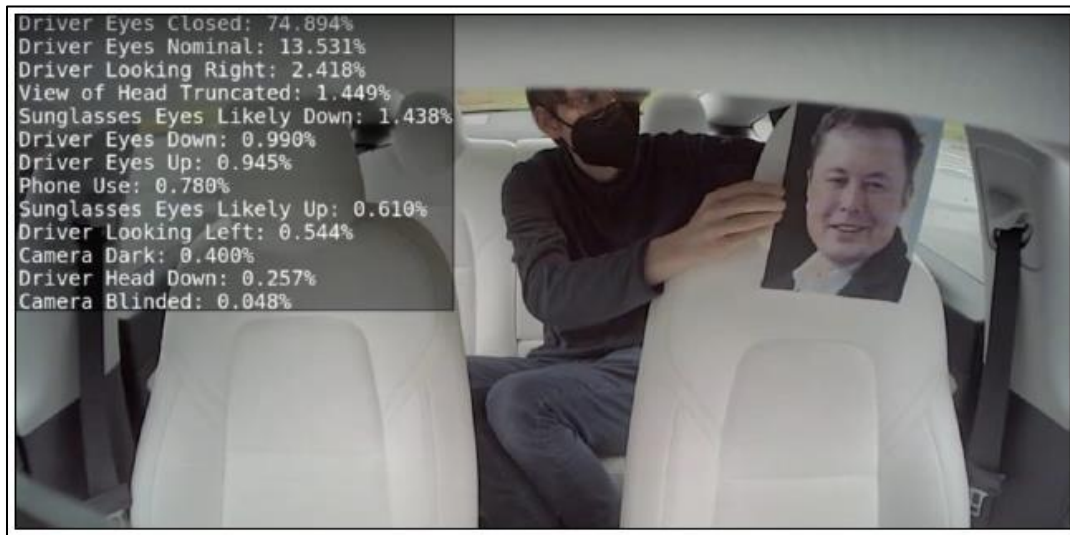 Driver Eyes Closed: 74.894%
Driver Eyes Nominal: 13.531%
Driver Looking Right: 2.418%
View of Head Truncated: 1.449%
Sunglasses Eyes Likely Down: 1.438%
Driver Eyes Down: 0.990%
Driver Eyes Up: 0.945%
Phone Use: 0.780%
Sunglasses Eyes Likely Up: 0.610%
Driver Looking Left: 0.544%
Camera Dark: 0.400%
Driver Head Down: 0.257%
Camera Blinded: 0.048%